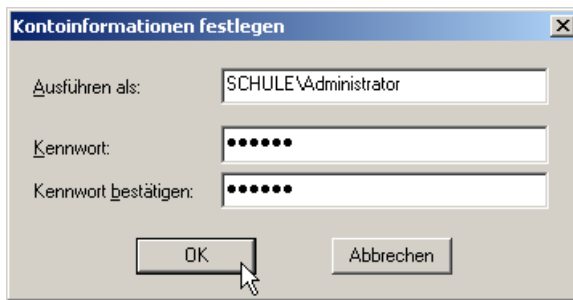 Kontoinformationen festlegen
Ausführen als: SCHULE\Administrator
Kennwort: ●●●●●●
Kennwort bestätigen: ●●●●●●
OK Abbrechen